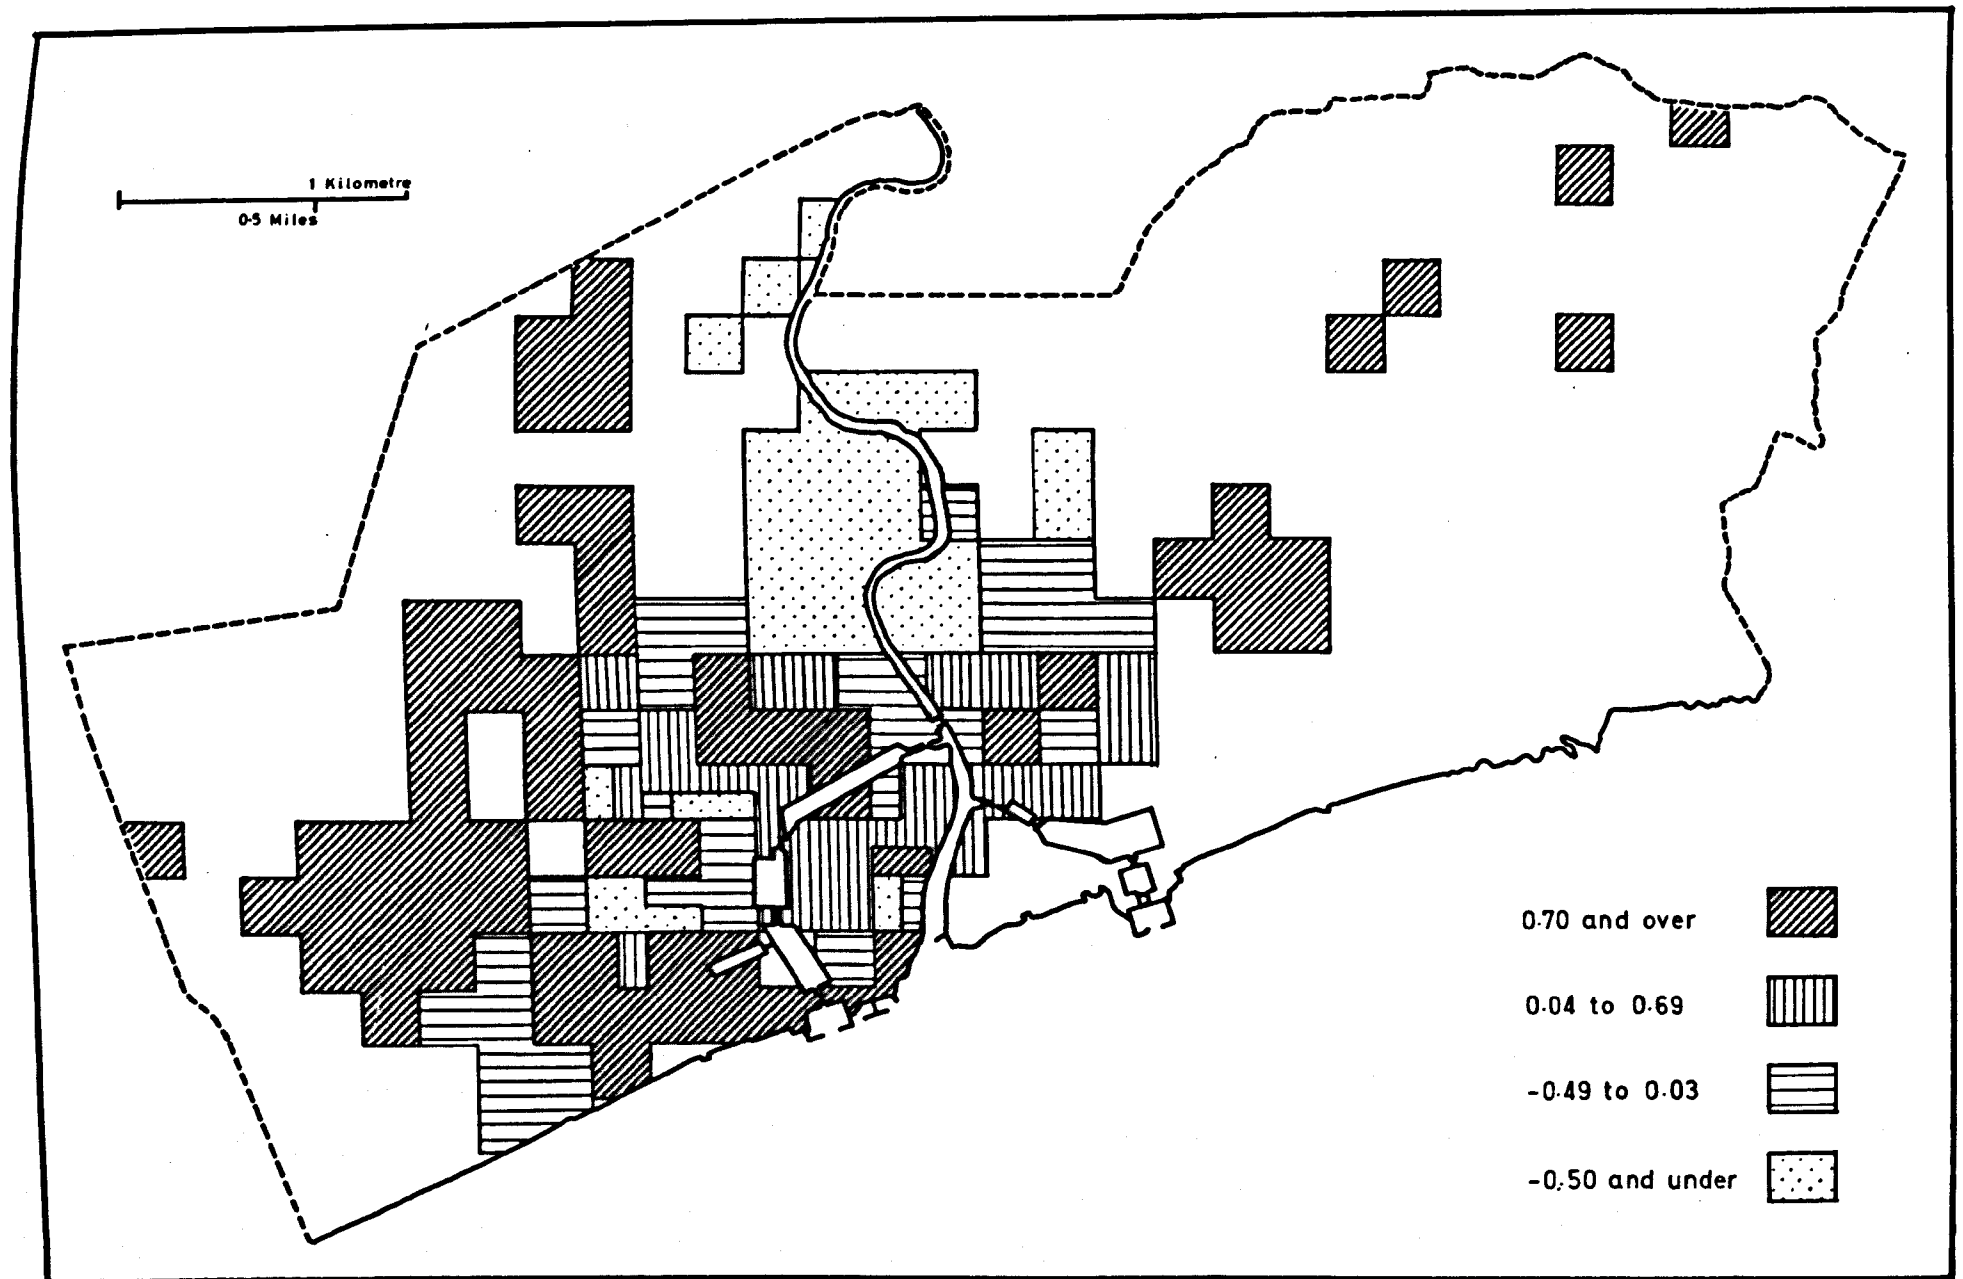 1 Kilometre
0·5 Miles
0·70 and over
0·04 to 0·69
-0·49 to 0·03
-0·50 and under